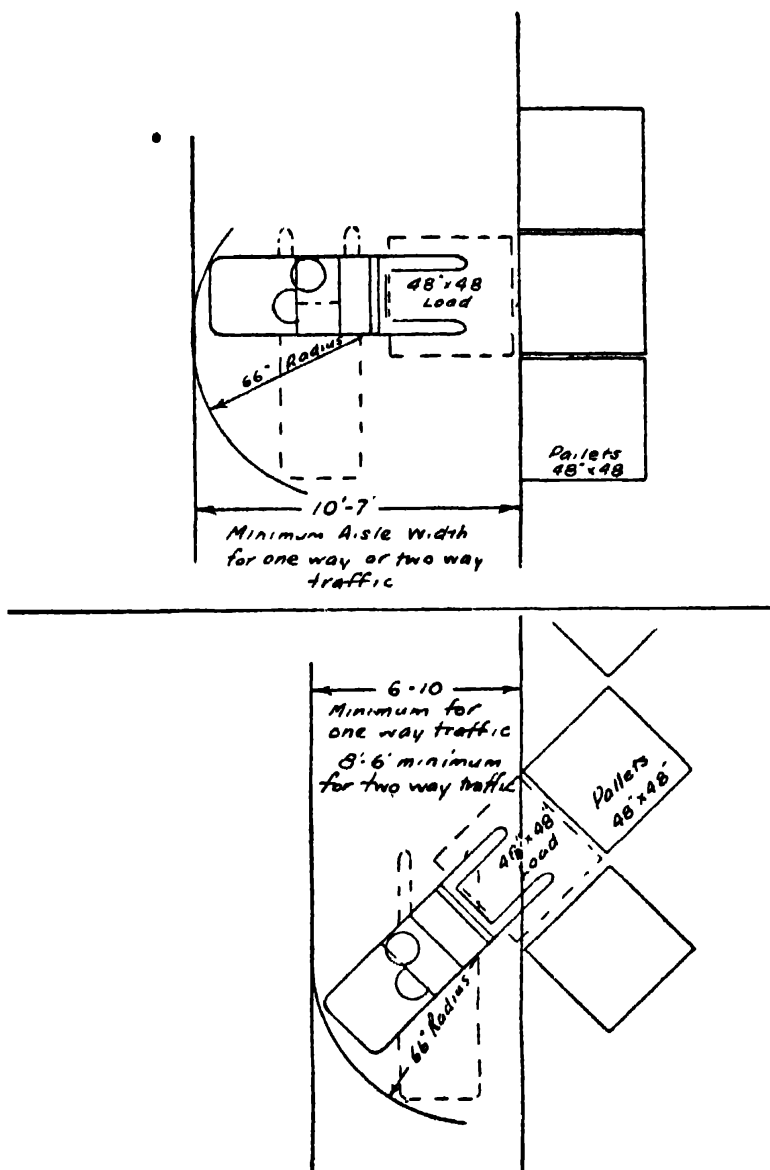 48"x48
Load
66" Radius
Pallets
48"x48
10'-7'
Minimum Aisle Width
for one way or two way
traffic
6-10
Minimum for
one way traffic
8'-6' minimum
for two way traffic
Pallets
48"x48"
48"x48"
Load
66" Radius